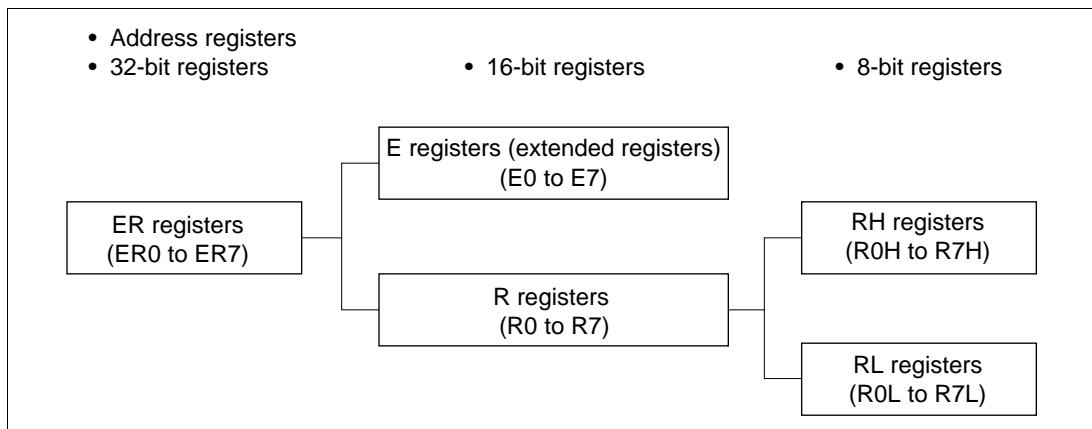 • Address registers
• 32-bit registers
• 16-bit registers
• 8-bit registers
E registers (extended registers)
(E0 to E7)
ER registers
(ER0 to ER7)
RH registers
(R0H to R7H)
R registers
(R0 to R7)
RL registers
(R0L to R7L)